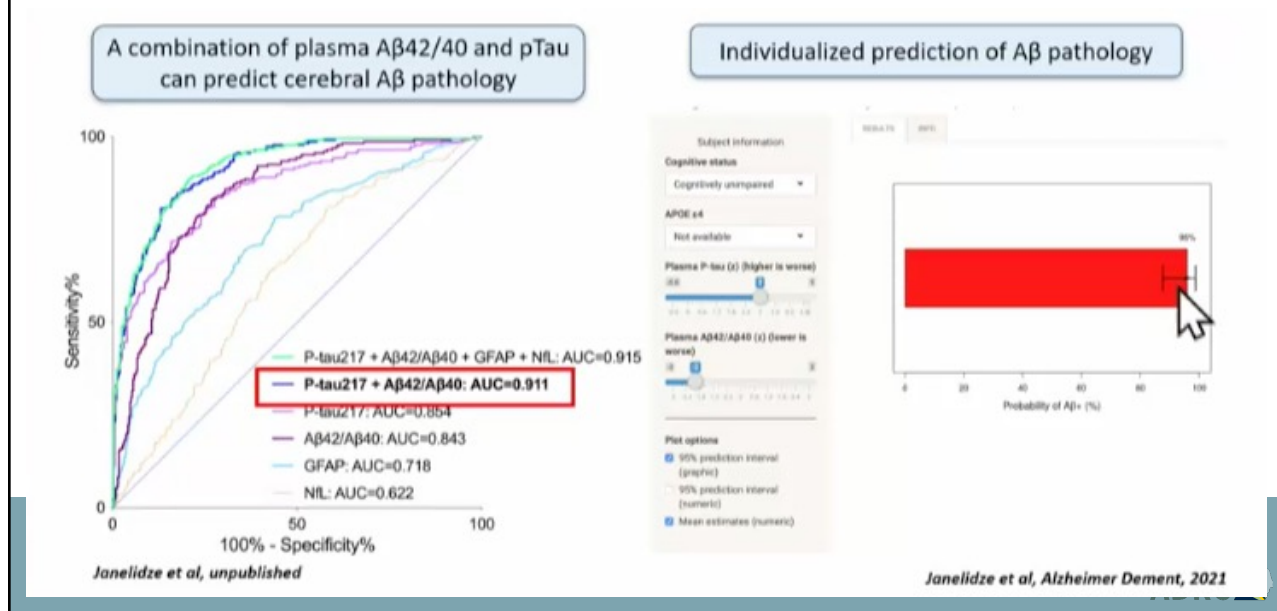 A combination of plasma Aβ42/40 and pTau
can predict cerebral Aβ pathology
100
50
0
Sensitivity%
P-tau217 + Aβ42/Aβ40 + GFAP + NfL: AUC=0.915
P-tau217 + Aβ42/Aβ40: AUC=0.911
P-tau217: AUC=0.854
Aβ42/Aβ40: AUC=0.843
GFAP: AUC=0.718
NfL: AUC=0.622
0
50
100
100% - Specificity%
Janelidze et al, unpublished
Individualized prediction of Aβ pathology
RESULTS
INFO
Subject information
Cognitive status
Cognitively unimpaired
APOE ε4
Not available
Plasma P-tau (z) (higher is worse)
Plasma Aβ42/Aβ40 (z) (lower is
worse)
Plot options
95% prediction interval
(graphic)
95% prediction interval
(numeric)
Mean estimates (numeric)
0
20
40
60
80
100
Probability of Aβ+ (%)
Janelidze et al, Alzheimer Dement, 2021